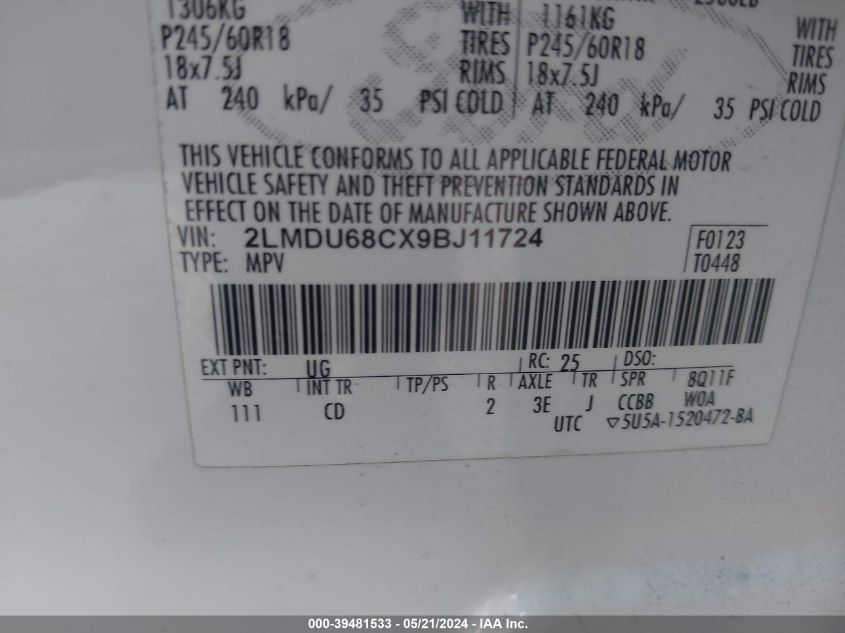 1306KG WITH 1161KG WITH
P245/60R18 TIRES P245/60R18 TIRES
18x7.5J RIMS 18x7.5J RIMS
AT 240 kPa/ 35 PSI COLD AT 240 kPa/ 35 PSI COLD
THIS VEHICLE CONFORMS TO ALL APPLICABLE FEDERAL MOTOR
VEHICLE SAFETY AND THEFT PREVENTION STANDARDS IN
EFFECT ON THE DATE OF MANUFACTURE SHOWN ABOVE.
VIN: 2LMDU68CX9BJ11724 F0123
TYPE: MPV T0448
EXT PNT: UG RC: 25 DSO:
WB INT TR TP/PS R AXLE TR SPR 8Q11F
111 CD 2 3E J CCBB WOA
UTC ▽5U5A-1520472-BA
000-39481533 - 05/21/2024 - IAA Inc.